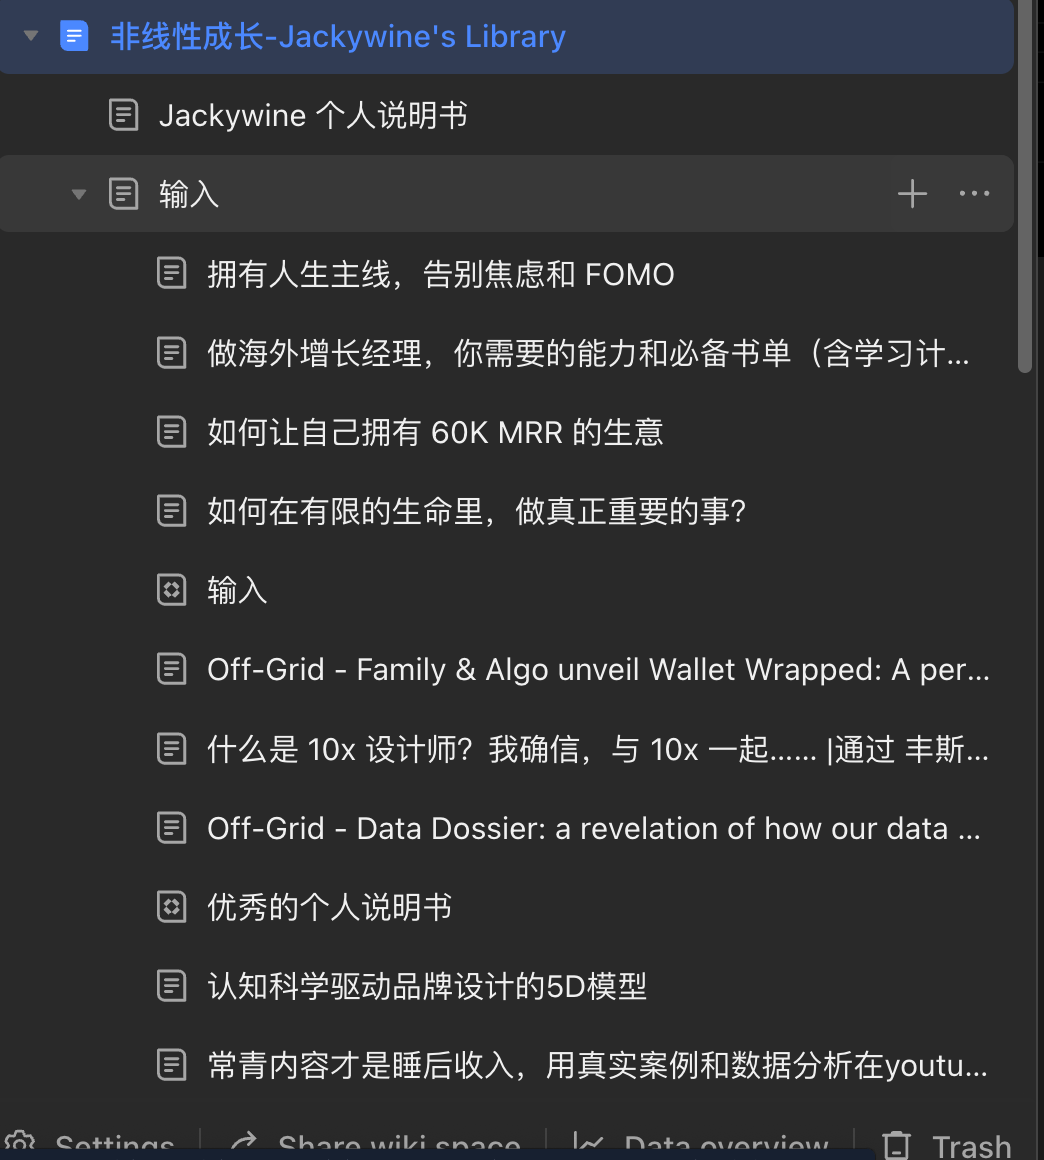 非线性成长-Jackywine's Library
Jackywine 个人说明书
输入
拥有人生主线，告别焦虑和 FOMO
做海外增长经理，你需要的能力和必备书单（含学习计...
如何让自己拥有 60K MRR 的生意
如何在有限的生命里，做真正重要的事?
输入
Off-Grid - Family & Algo unveil Wallet Wrapped: A per...
什么是 10x 设计师？我确信，与 10x 一起...... |通过 丰斯...
Off-Grid - Data Dossier: a revelation of how our data ...
优秀的个人说明书
认知科学驱动品牌设计的5D模型
常青内容才是睡后收入，用真实案例和数据分析在youtu...
Settings Share wiki space Data overview Trash